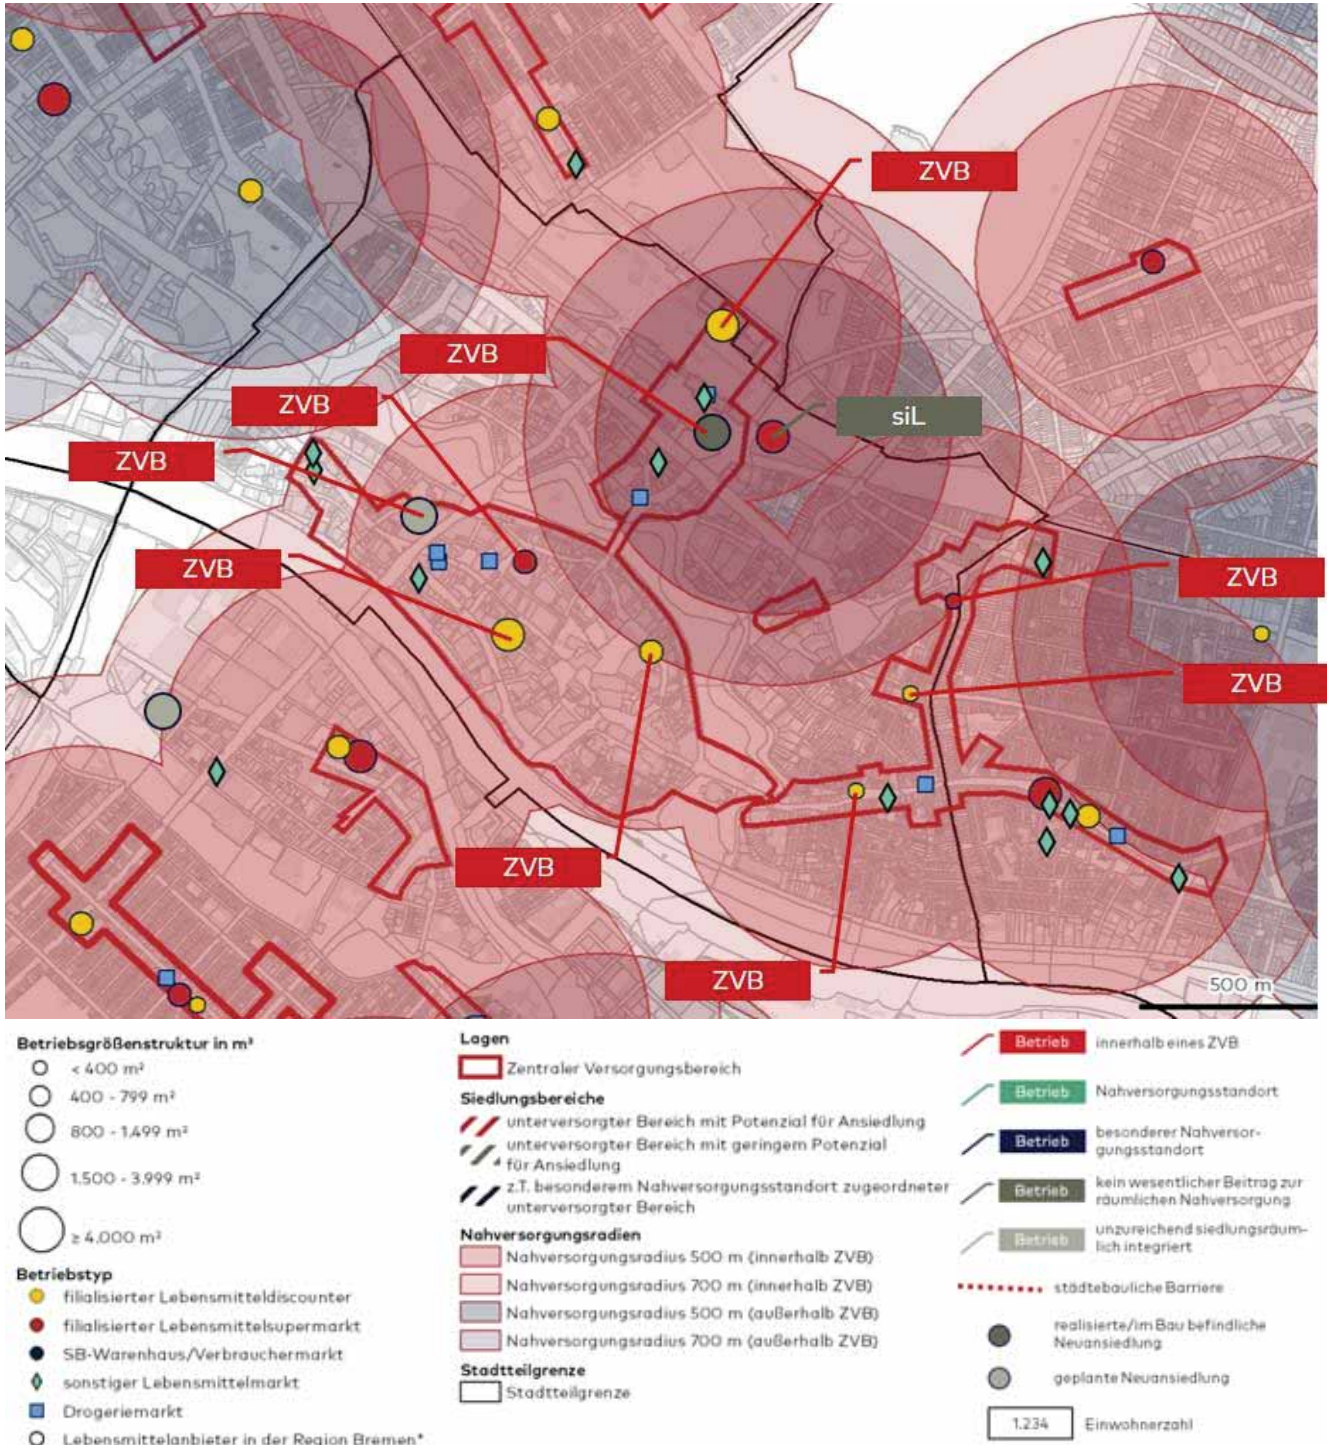 ZVB
ZVB
ZVB
siL
ZVB
ZVB
ZVB
ZVB
ZVB
ZVB
500 m
Betriebsgrößenstruktur in m²
< 400 m²
400 - 799 m²
800 - 1.499 m²
1.500 - 3.999 m²
≥ 4.000 m²
Betriebstyp
filialisierter Lebensmitteldiscounter
filialisierter Lebensmittelsupermarkt
SB-Warenhaus/Verbrauchermarkt
sonstiger Lebensmittelmarkt
Drogeriemarkt
Lebensmittelanbieter in der Region Bremen*
Lagen
Zentraler Versorgungsbereich
Siedlungsbereiche
unterversorgter Bereich mit Potenzial für Ansiedlung
unterversorgter Bereich mit geringem Potenzial
für Ansiedlung
z.T. besonderem Nahversorgungsstandort zugeordneter
unterversorgter Bereich
Nahversorgungsradien
Nahversorgungsradius 500 m (innerhalb ZVB)
Nahversorgungsradius 700 m (innerhalb ZVB)
Nahversorgungsradius 500 m (außerhalb ZVB)
Nahversorgungsradius 700 m (außerhalb ZVB)
Stadtteilgrenze
Stadtteilgrenze
Betrieb innerhalb eines ZVB
Betrieb Nahversorgungsstandort
Betrieb besonderer Nahversor-
gungsstandort
Betrieb kein wesentlicher Beitrag zur
räumlichen Nahversorgung
Betrieb unzureichend siedlungsräum-
lich integriert
städtebauliche Barriere
realisierte/im Bau befindliche
Neuansiedlung
geplante Neuansiedlung
1.234 Einwohnerzahl